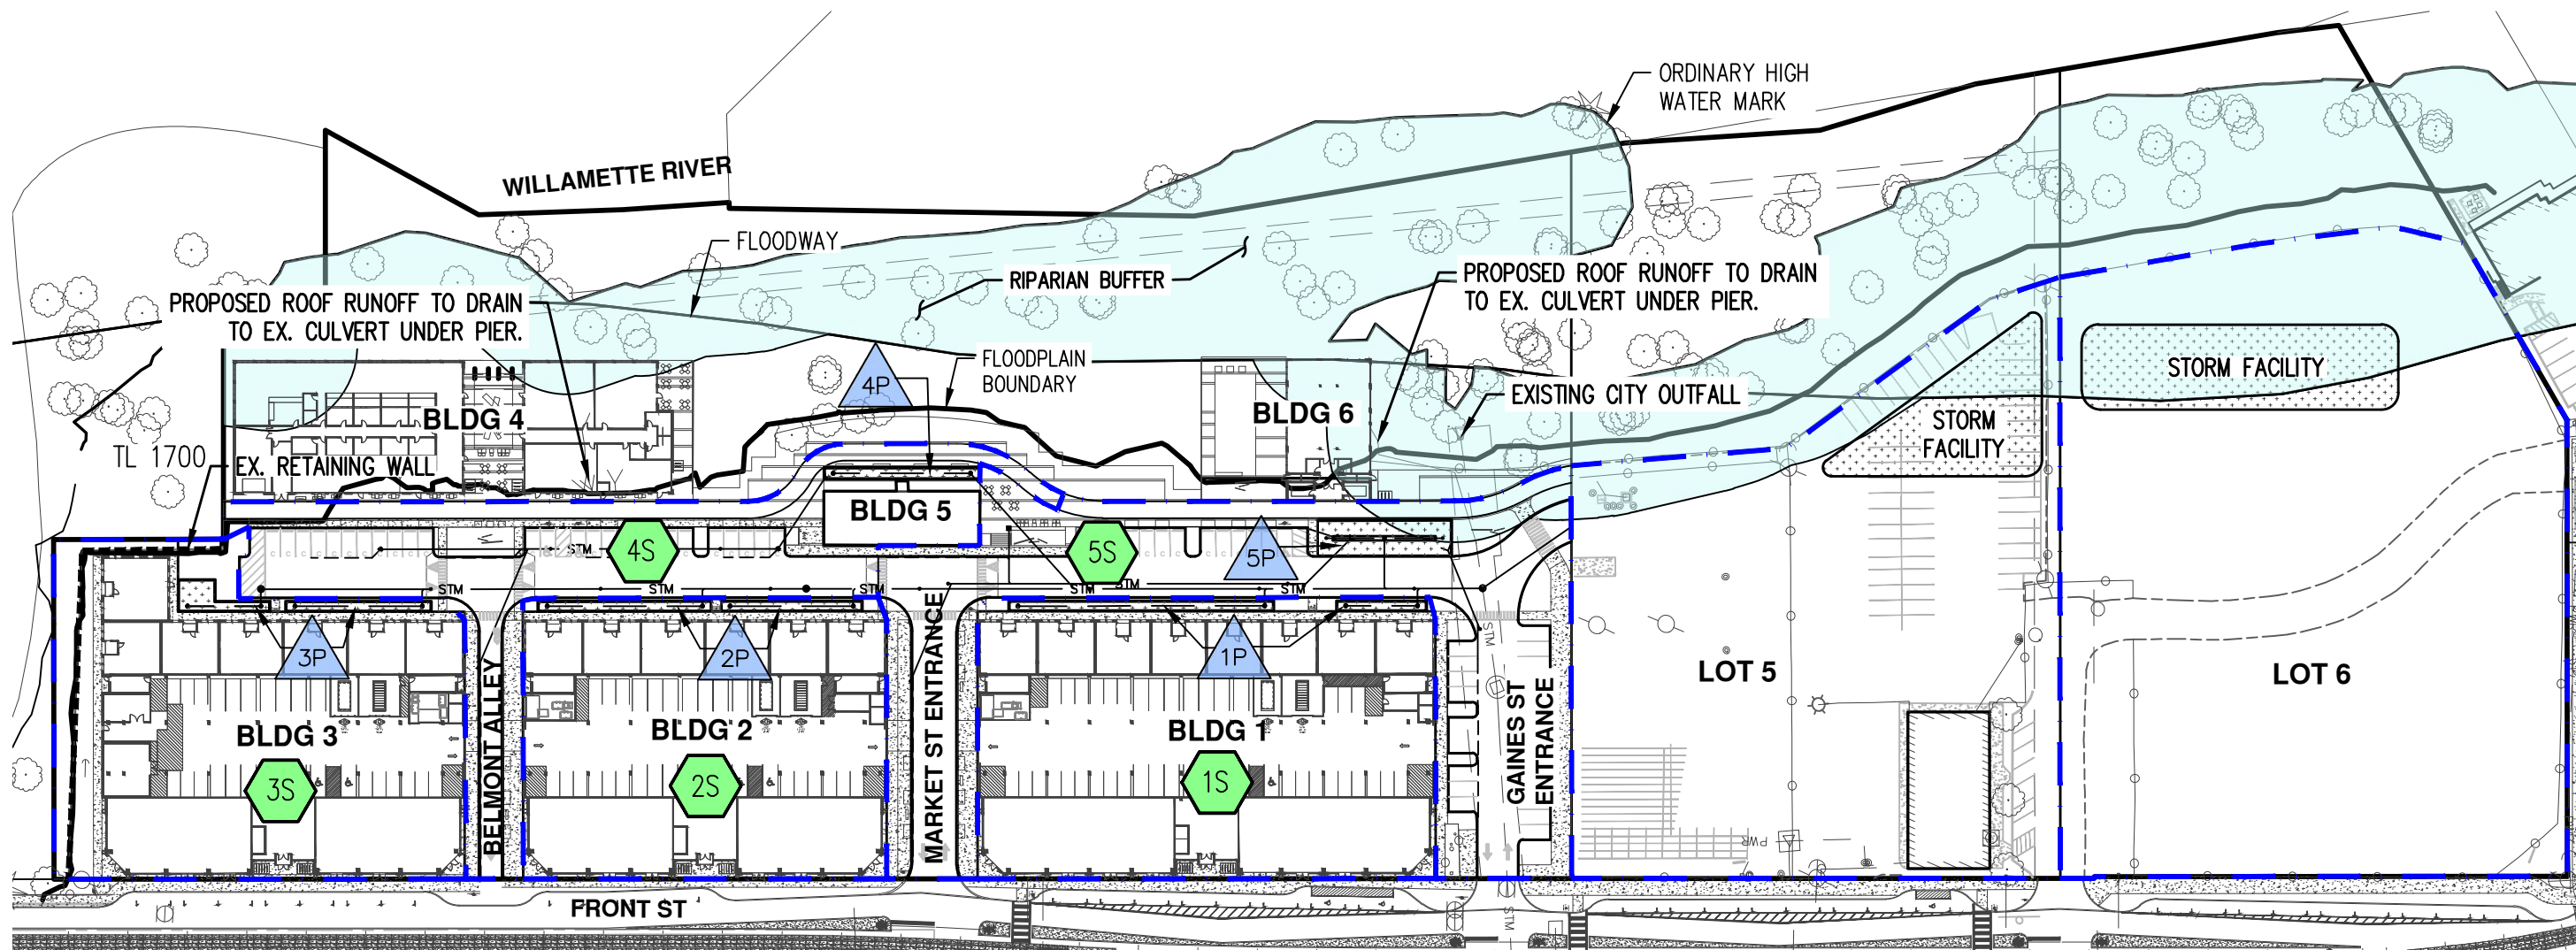 ORDINARY HIGH
WATER MARK
WILLAMETTE RIVER
FLOODWAY
RIPARIAN BUFFER
PROPOSED ROOF RUNOFF TO DRAIN
TO EX. CULVERT UNDER PIER.
PROPOSED ROOF RUNOFF TO DRAIN
TO EX. CULVERT UNDER PIER.
FLOODPLAIN
BOUNDARY
4P
STORM FACILITY
EXISTING CITY OUTFALL
BLDG 4
BLDG 6
STORM
FACILITY
TL 1700
EX. RETAINING WALL
BLDG 5
4S
5S
5P
STM
STM
STM
STM
STM
STM
STM
STM
3P
2P
1P
BELMONT ALLEY
MARKET ST ENTRANCE
GAINES ST
ENTRANCE
LOT 5
LOT 6
BLDG 3
BLDG 2
BLDG 1
3S
2S
1S
PWR
FRONT ST
STM